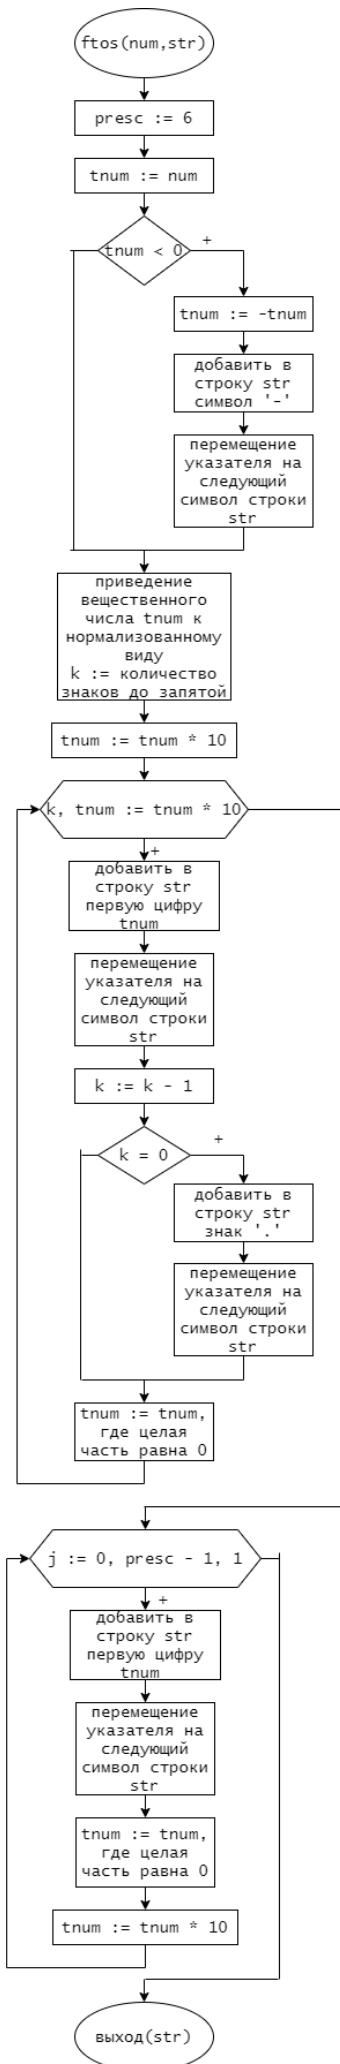 ftos(num,str)
presc := 6
tnum := num
tnum < 0
+
tnum := -tnum
добавить в
строку str
символ '-'
перемещение
указателя на
следующий
символ строки
str
приведение
вещественного
числа tnum к
нормализованному
виду
k := количество
знаков до запятой
tnum := tnum * 10
k, tnum := tnum * 10
+
добавить в
строку str
первую цифру
tnum
перемещение
указателя на
следующий
символ строки
str
k := k - 1
k = 0
+
добавить в
строку str
знак '.'
перемещение
указателя на
следующий
символ строки
str
tnum := tnum,
где целая
часть равна 0
j := 0, presc - 1, 1
+
добавить в
строку str
первую цифру
tnum
перемещение
указателя на
следующий
символ строки
str
tnum := tnum,
где целая
часть равна 0
tnum := tnum * 10
выход(str)